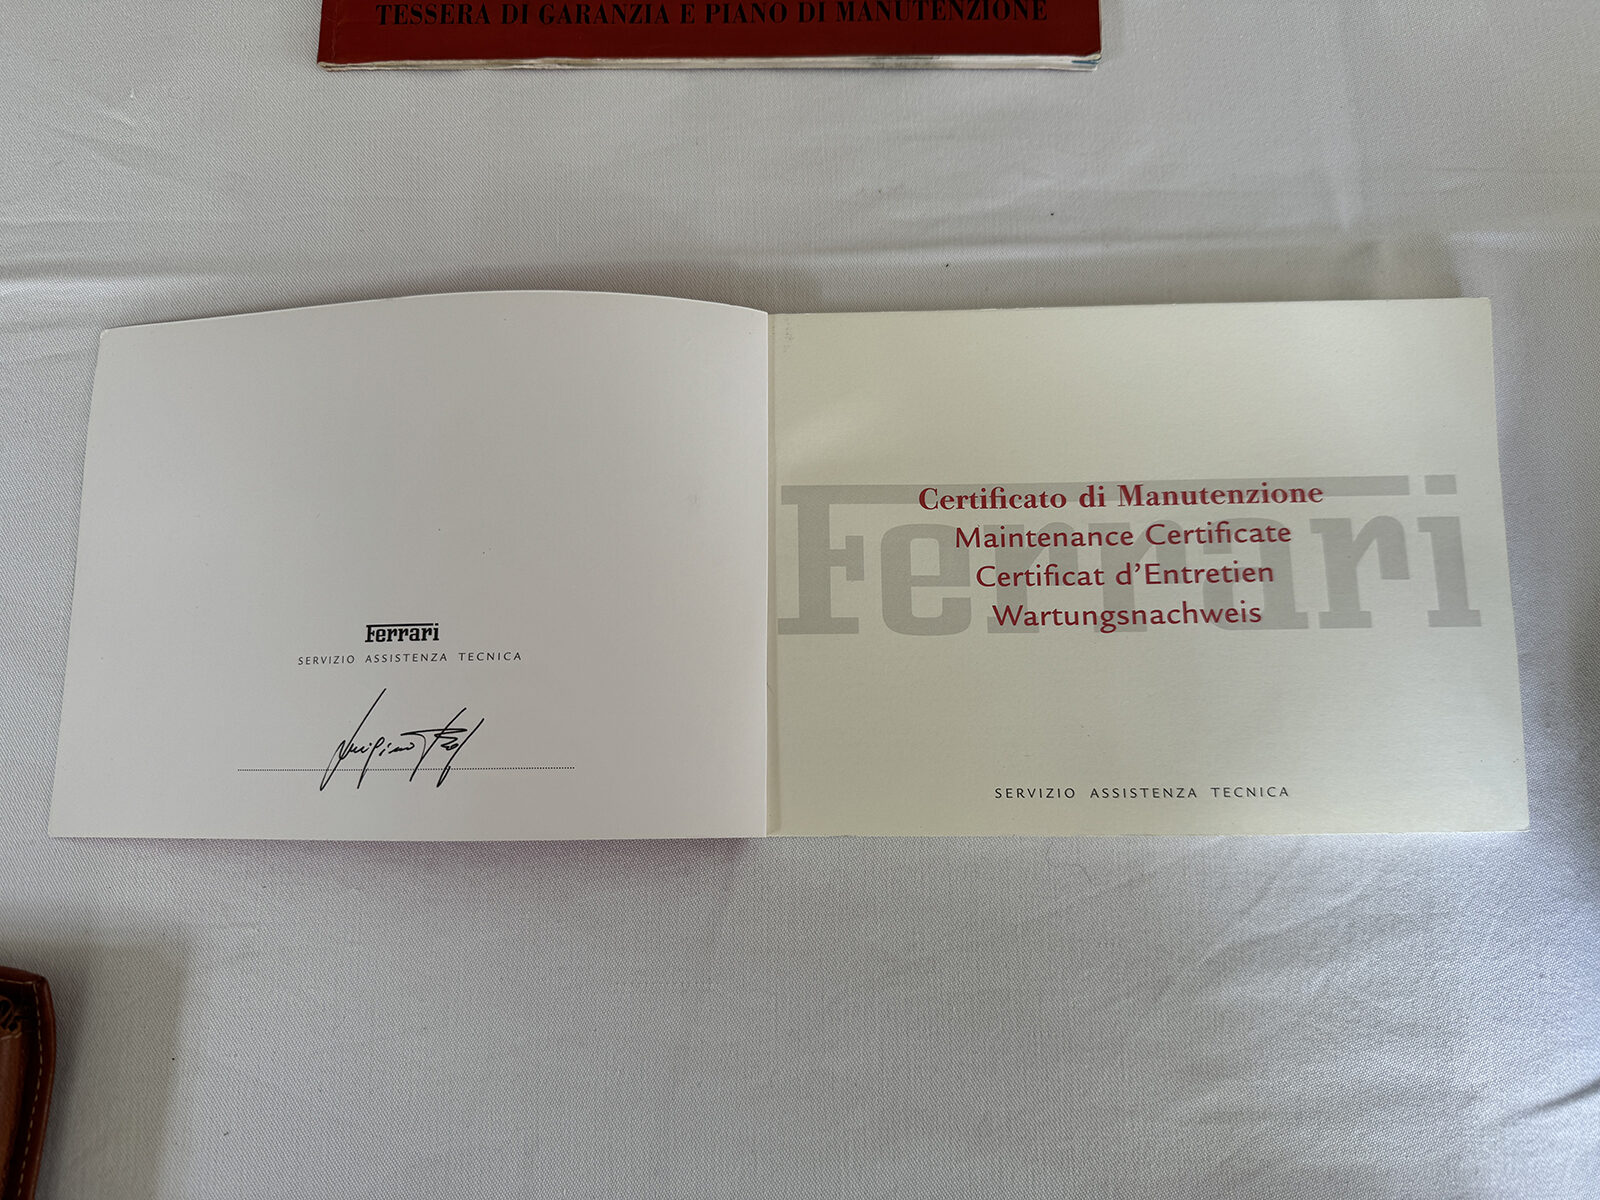 TESSERA DI GARANZIA E PIANO DI MANUTENZIONE
Ferrari
SERVIZIO ASSISTENZA TECNICA
Ferrari
Certificato di Manutenzione
Maintenance Certificate
Certificat d’Entretien
Wartungsnachweis
SERVIZIO ASSISTENZA TECNICA